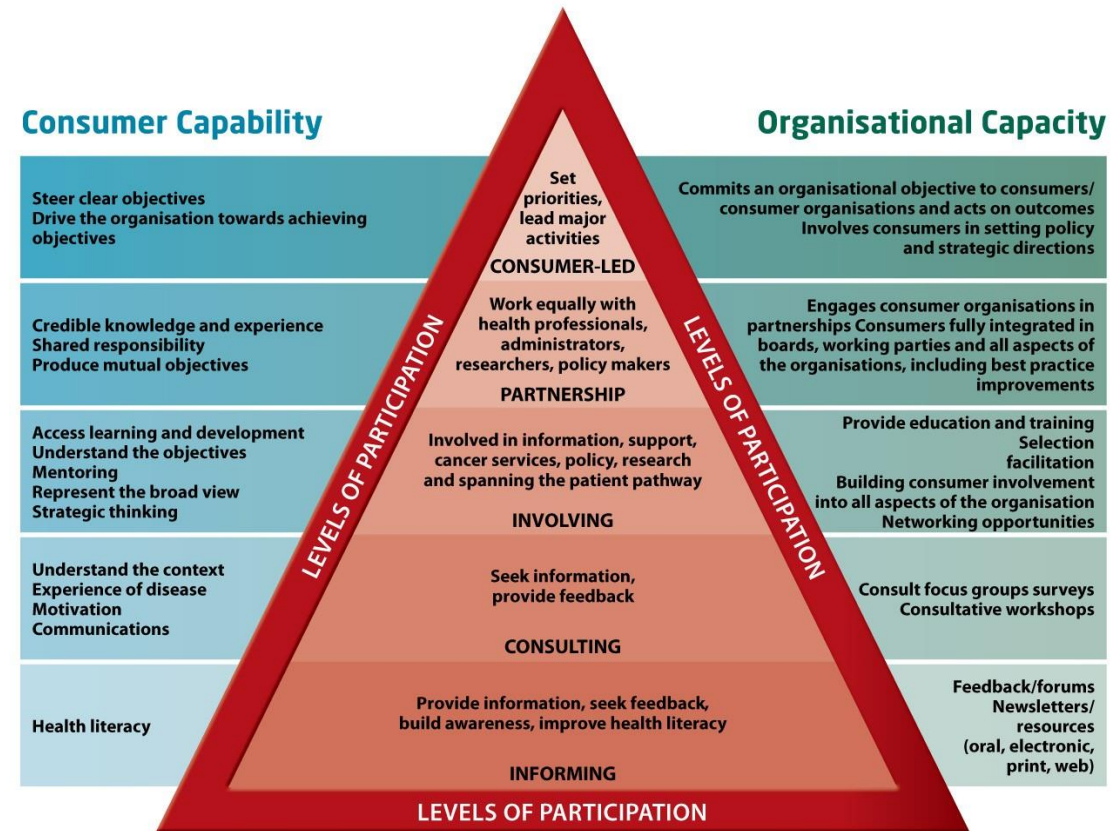 Consumer Capability
Organisational Capacity
Steer clear objectives
Drive the organisation towards achieving
objectives
Set
priorities,
lead major
activities
CONSUMER-LED
Commits an organisational objective to consumers/
consumer organisations and acts on outcomes
Involves consumers in setting policy
and strategic directions
Credible knowledge and experience
Shared responsibility
Produce mutual objectives
Work equally with
health professionals,
administrators,
researchers, policy makers
PARTNERSHIP
Engages consumer organisations in
partnerships Consumers fully integrated in
boards, working parties and all aspects of
the organisations, including best practice
improvements
Access learning and development
Understand the objectives
Mentoring
Represent the broad view
Strategic thinking
Involved in information, support,
cancer services, policy, research
and spanning the patient pathway
INVOLVING
Provide education and training
Selection
facilitation
Building consumer involvement
into all aspects of the organisation
Networking opportunities
Understand the context
Experience of disease
Motivation
Communications
Seek information,
provide feedback
CONSULTING
Consult focus groups surveys
Consultative workshops
Health literacy
Provide information, seek feedback,
build awareness, improve health literacy
INFORMING
Feedback/forums
Newsletters/
resources
(oral, electronic,
print, web)
LEVELS OF PARTICIPATION
LEVELS OF PARTICIPATION
LEVELS OF PARTICIPATION